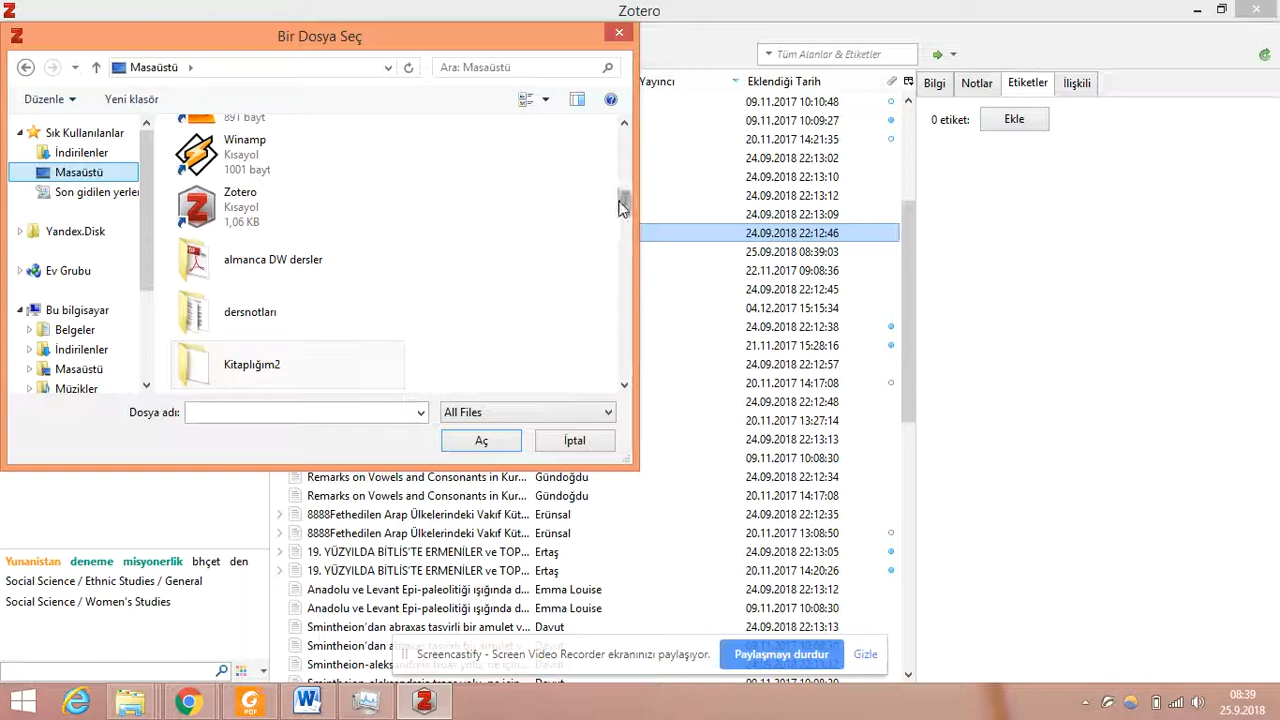 Zotero
Bir Dosya Seç
Masaüstü
Ara: Masaüstü
Düzenle
Yeni klasör
Sık Kullanılanlar
İndirilenler
Masaüstü
Son gidilen yerler
Yandex.Disk
Ev Grubu
Bu bilgisayar
Belgeler
İndirilenler
Masaüstü
Müzikler
891 bayt
Winamp
Kısayol
1001 bayt
Zotero
Kısayol
1,06 KB
almanca DW dersler
dersnotları
Kitaplığım2
Dosya adı:
All Files
Aç
İptal
Tüm Alanlar & Etiketler
Yayıncı
Eklendiği Tarih
09.11.2017 10:10:48
09.11.2017 10:09:27
20.11.2017 14:21:35
24.09.2018 22:13:02
24.09.2018 22:13:10
24.09.2018 22:13:12
24.09.2018 22:13:09
24.09.2018 22:12:46
25.09.2018 08:39:03
22.11.2017 09:08:36
24.09.2018 22:12:45
04.12.2017 15:15:34
24.09.2018 22:12:38
21.11.2017 15:28:16
24.09.2018 22:12:57
20.11.2017 14:17:08
24.09.2018 22:12:48
20.11.2017 13:27:14
24.09.2018 22:13:13
09.11.2017 10:08:30
Remarks on Vowels and Consonants in Kur... Gündoğdu 24.09.2018 22:12:34
Remarks on Vowels and Consonants in Kur... Gündoğdu 20.11.2017 14:17:08
8888Fethedilen Arap Ülkelerindeki Vakıf Küt... Erünsal 24.09.2018 22:12:35
8888Fethedilen Arap Ülkelerindeki Vakıf Küt... Erünsal 20.11.2017 13:08:50
19. YÜZYILDA BİTLİS'TE ERMENİLER ve TOP... Ertaş 24.09.2018 22:13:05
19. YÜZYILDA BİTLİS'TE ERMENİLER ve TOP... Ertaş 20.11.2017 14:20:26
Anadolu ve Levant Epi-paleolitiği ışığında d... Emma Louise 24.09.2018 22:13:12
Anadolu ve Levant Epi-paleolitiği ışığında d... Emma Louise 09.11.2017 10:08:30
Smintheion'dan abraxas tasvirli bir amulet v... Davut 24.09.2018 22:13:13
Bilgi
Notlar
Etiketler
İlişkili
0 etiket:
Ekle
Yunanistan deneme misyonerlik bhçet den
Social Science / Ethnic Studies / General
Social Science / Women's Studies
Screencastify - Screen Video Recorder ekranınızı paylaşıyor.
Paylaşmayı durdur
Gizle
08:39
25.9.2018